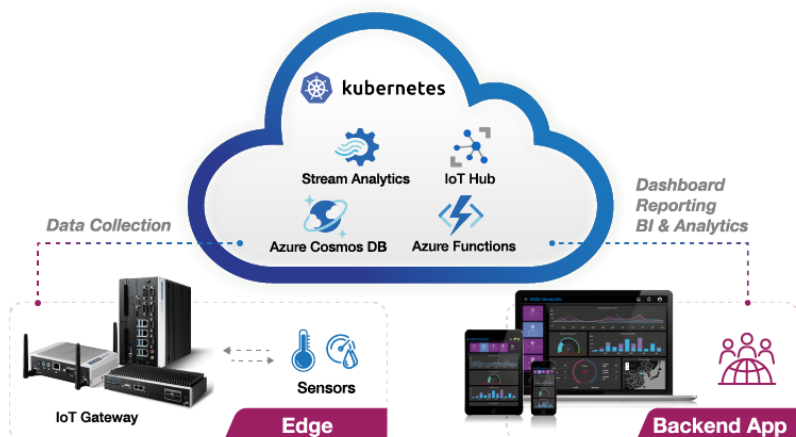 kubernetes
Stream Analytics
IoT Hub
Azure Cosmos DB
Azure Functions
Data Collection
Dashboard
Reporting
BI & Analytics
IoT Gateway
Sensors
Edge
Backend App